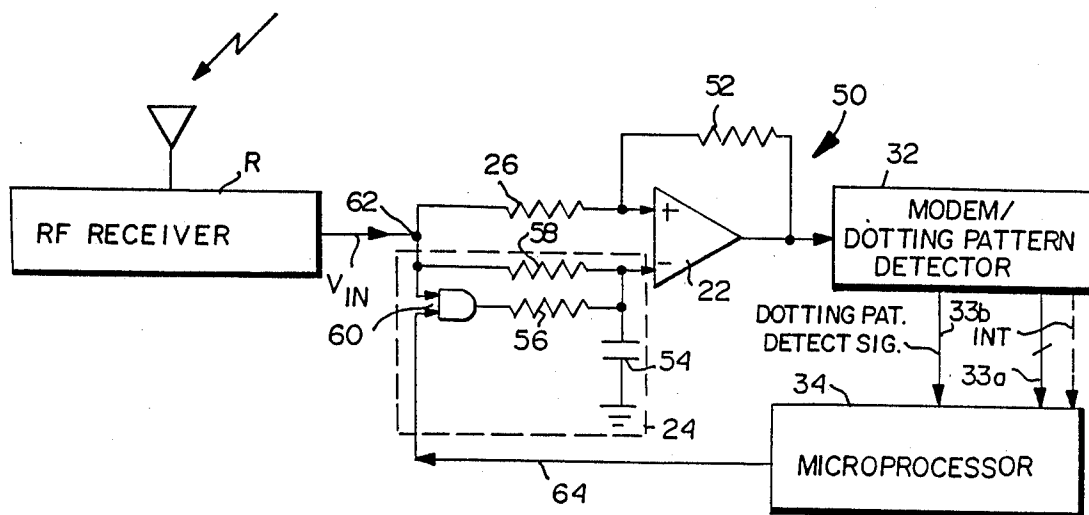 52
50
R
26
32
RF RECEIVER
62
+
MODEM/
DOTTING PATTERN
DETECTOR
VIN
58
-
22
60
56
54
DOTTING PAT.
DETECT SIG.
33b
INT
33a
24
34
MICROPROCESSOR
64